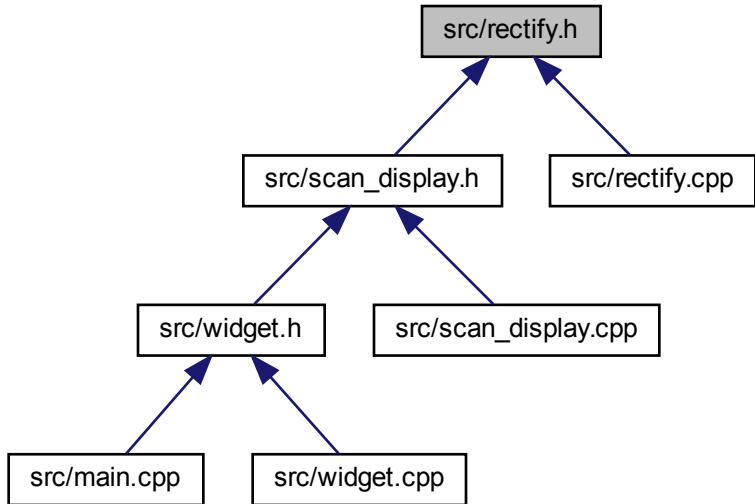 src/rectify.h
src/scan_display.h
src/rectify.cpp
src/widget.h
src/scan_display.cpp
src/main.cpp
src/widget.cpp